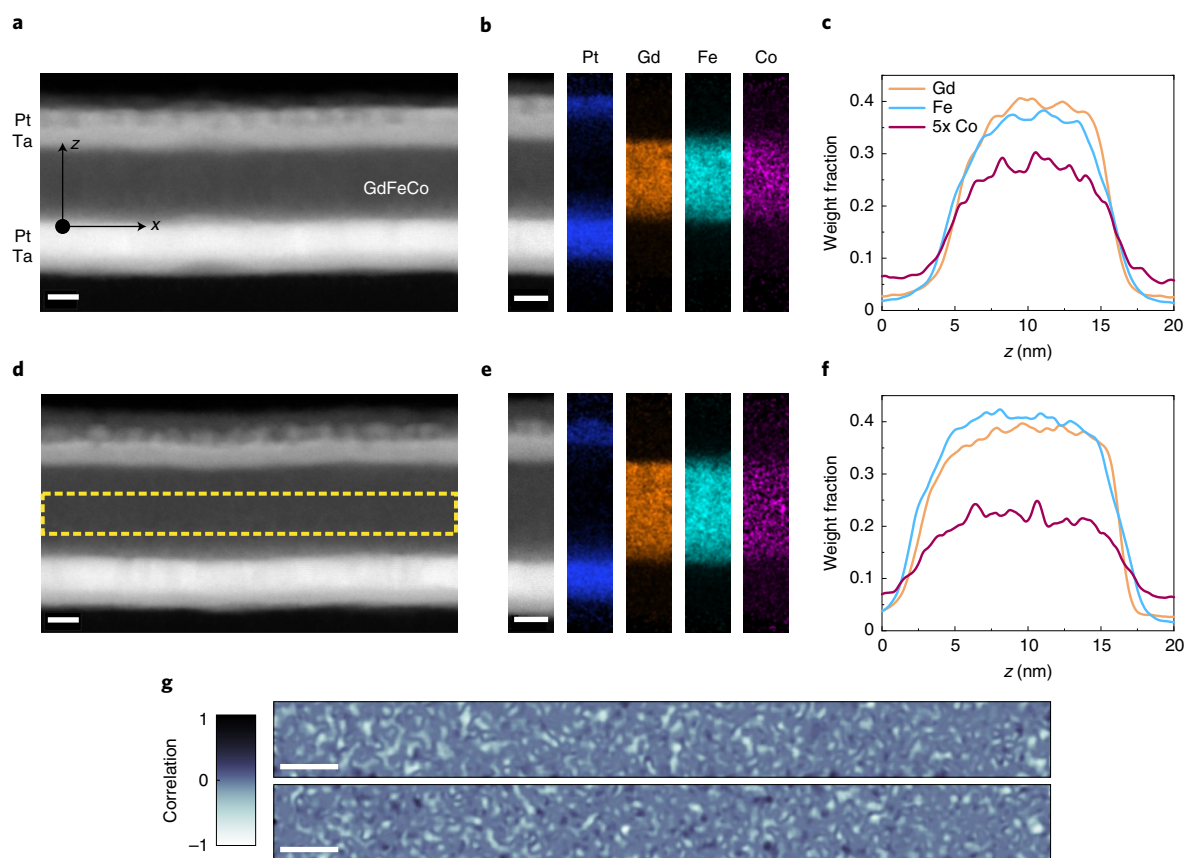 a
Pt
Ta
z
GdFeCo
x
Pt
Ta
b
Pt Gd Fe Co
c
Gd
Fe
5x Co
0.4
0.3
0.2
0.1
0
Weight fraction
0 5 10 15 20
z (nm)
d
e
f
0.4
0.3
0.2
0.1
0
Weight fraction
0 5 10 15 20
z (nm)
g
Correlation
1
0
–1